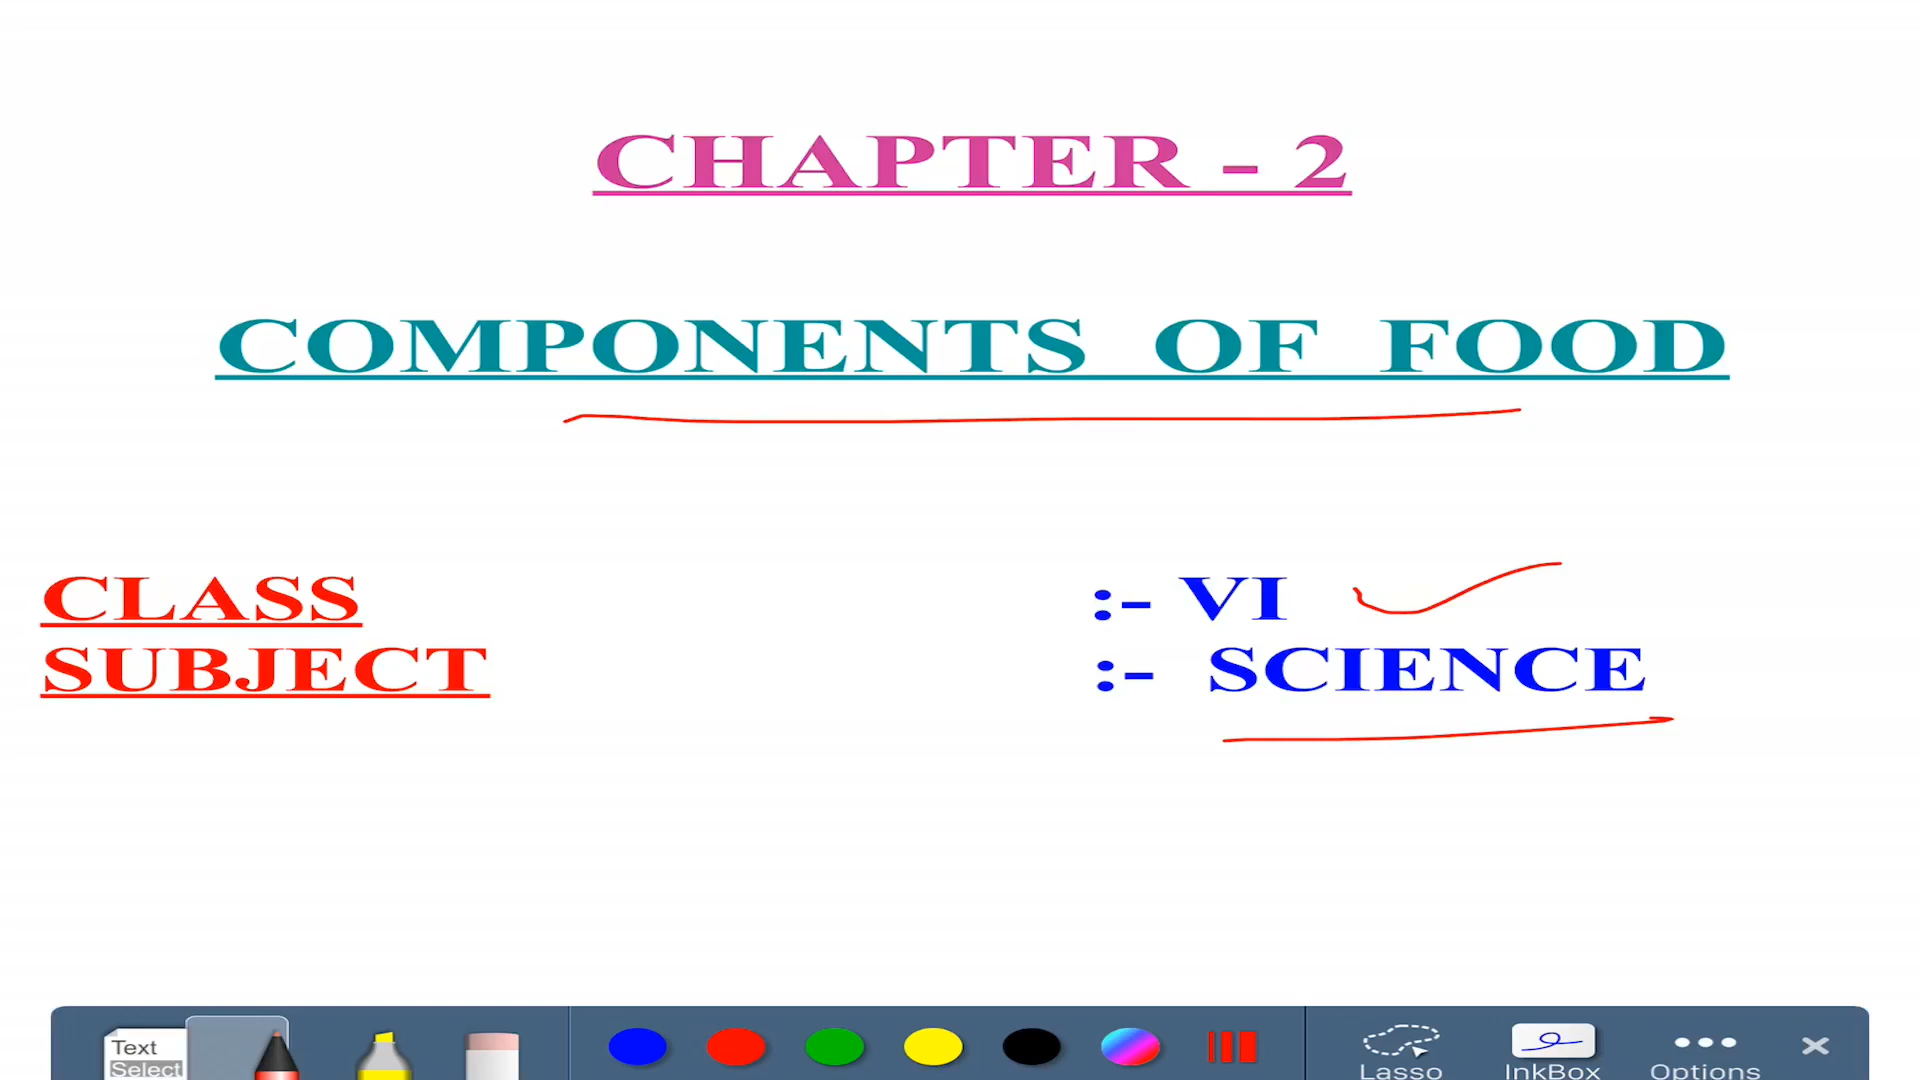 CHAPTER - 2
COMPONENTS OF FOOD
CLASS :- VI
SUBJECT :- SCIENCE
Text
Select
Lasso
InkBox
Options